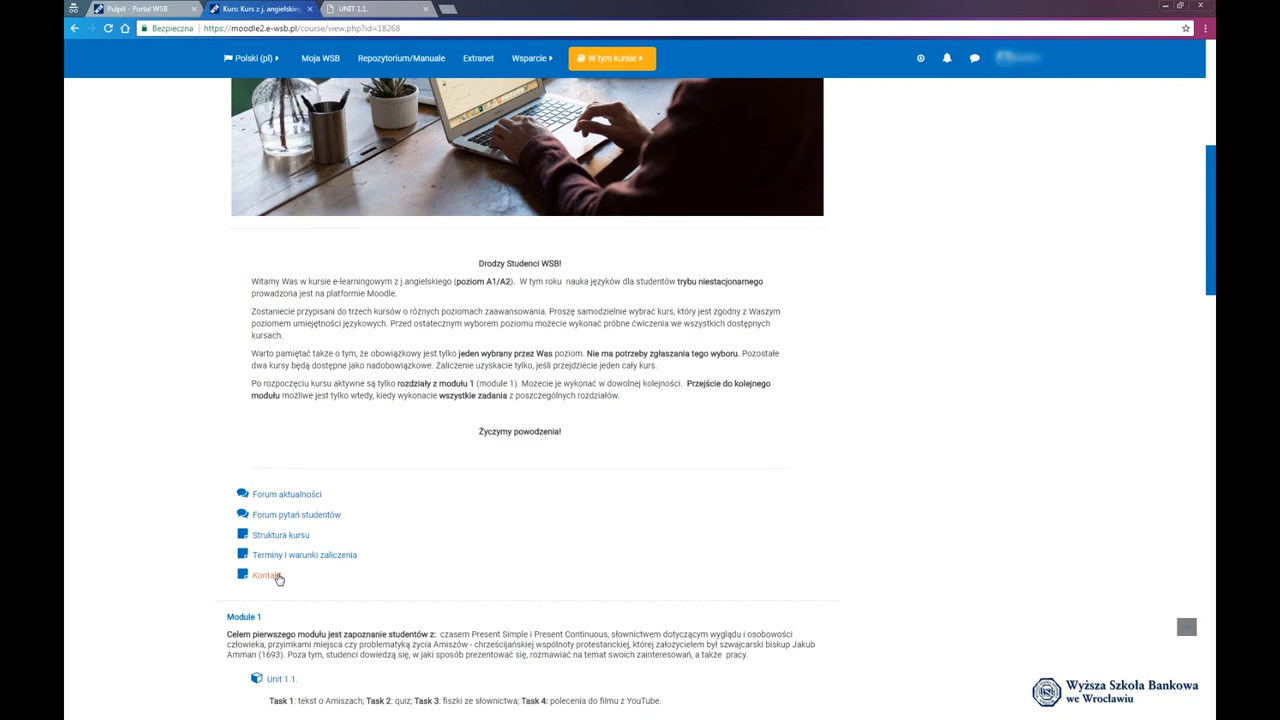 Pulpit - Portal WSB
Kurs: Kurs z j. angielskie
UNIT 1.1.
Bezpieczna
https://moodle2.e-wsb.pl/course/view.php?id=18268
Polski (pl)
Moja WSB
Repozytorium/Manuale
Extranet
Wsparcie
W tym kursie
Drodzy Studenci WSB!
Witamy Was w kursie e-learningowym z j.angielskiego (poziom A1/A2). W tym roku nauka języków dla studentów trybu niestacjonarnego
prowadzona jest na platformie Moodle.
Zostaniecie przypisani do trzech kursów o różnych poziomach zaawansowania. Proszę samodzielnie wybrać kurs, który jest zgodny z Waszym
poziomem umiejętności językowych. Przed ostatecznym wyborem poziomu możecie wykonać próbne ćwiczenia we wszystkich dostępnych
kursach.
Warto pamiętać także o tym, że obowiązkowy jest tylko jeden wybrany przez Was poziom. Nie ma potrzeby zgłaszania tego wyboru. Pozostałe
dwa kursy będą dostępne jako nadobowiązkowe. Zaliczenie uzyskacie tylko, jeśli przejdziecie jeden cały kurs.
Po rozpoczęciu kursu aktywne są tylko rozdziały z modułu 1 (module 1). Możecie je wykonać w dowolnej kolejności. Przejście do kolejnego
modułu możliwe jest tylko wtedy, kiedy wykonacie wszystkie zadania z poszczególnych rozdziałów.
Życzymy powodzenia!
Forum aktualności
Forum pytań studentów
Struktura kursu
Terminy i warunki zaliczenia
Kontakt
Module 1
Celem pierwszego modułu jest zapoznanie studentów z: czasem Present Simple i Present Continuous, słownictwem dotyczącym wyglądu i osobowości
człowieka, przyimkami miejsca czy problematyką życia Amiszów - chrześcijańskiej wspólnoty protestanckiej, której założycielem był szwajcarski biskup Jakub
Amman (1693). Poza tym, studenci dowiedzą się, w jaki sposób prezentować się, rozmawiać na temat swoich zainteresowań, a także pracy.
Unit 1.1.
Task 1: tekst o Amiszach; Task 2: quiz; Task 3: fiszki ze słownictwa; Task 4: polecenia do filmu z YouTube.
Wyższa Szkoła Bankowa
we Wrocławiu